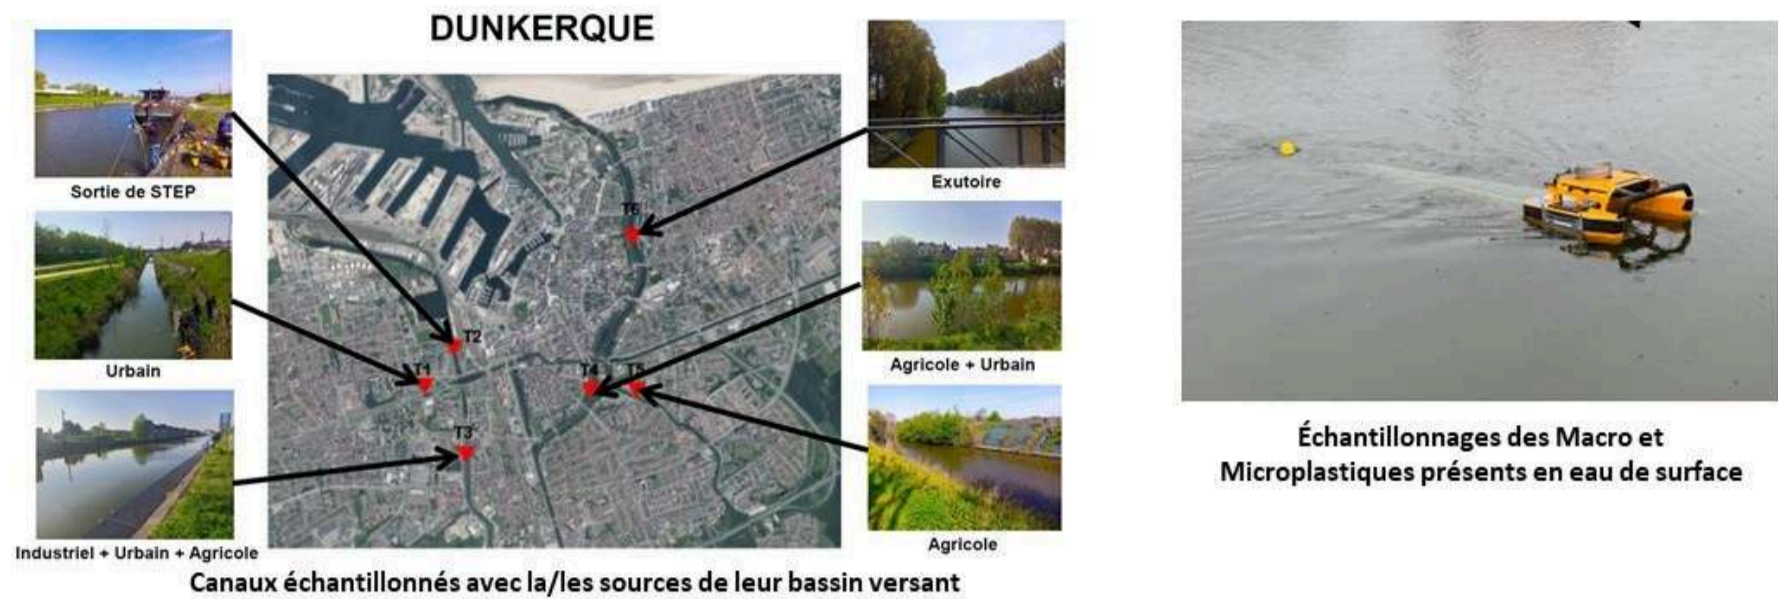 DUNKERQUE
Sortie de STEP
Urbain
Industriel + Urbain + Agricole
T6
T2
T1
T4
T5
T3
Exutoire
Agricole + Urbain
Agricole
Canaux échantillonnés avec la/les sources de leur bassin versant
Échantillonnages des Macro et
Microplastiques présents en eau de surface